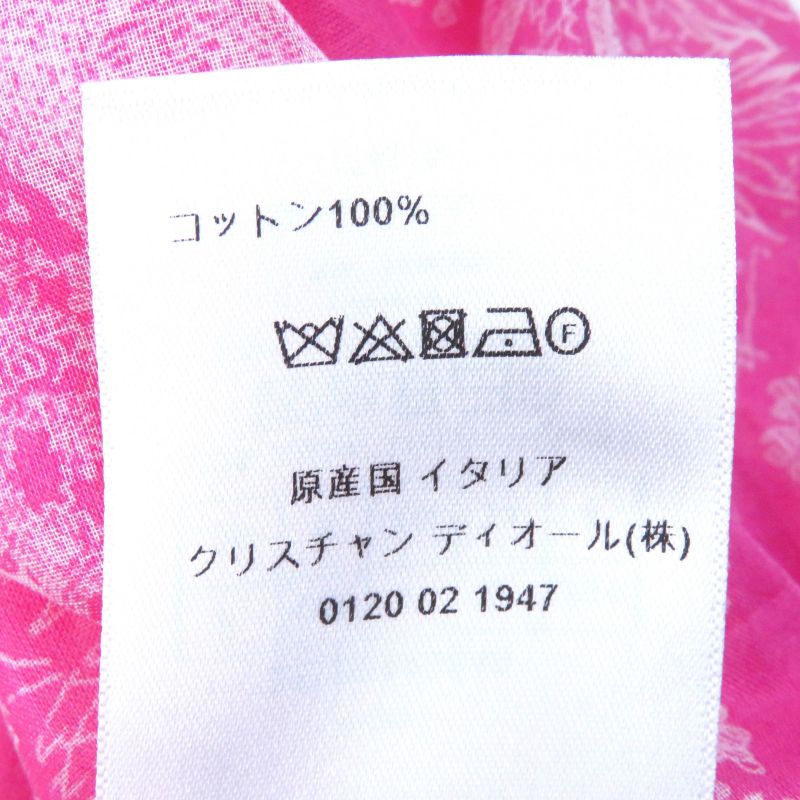 コットン100%
F
原産国 イタリア
クリスチャン ディオール(株)
0120 02 1947